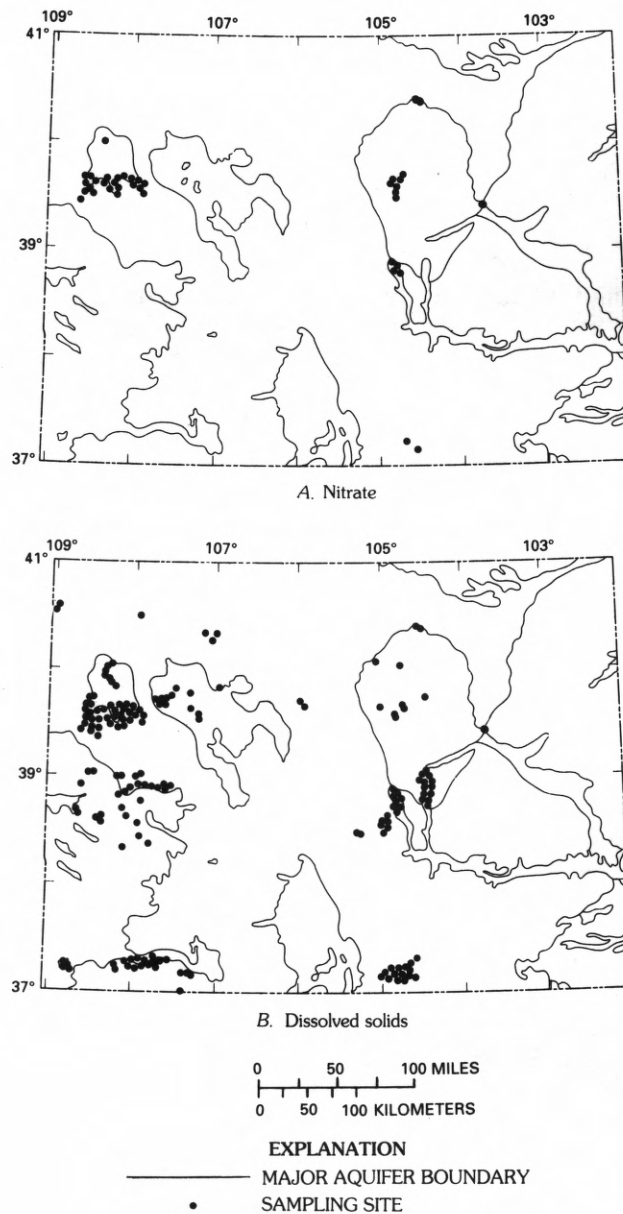 109° 107° 105° 103°
41°
39°
37°
A. Nitrate
109° 107° 105° 103°
41°
39°
37°
B. Dissolved solids
0 50 100 MILES
0 50 100 KILOMETERS
EXPLANATION
MAJOR AQUIFER BOUNDARY
SAMPLING SITE